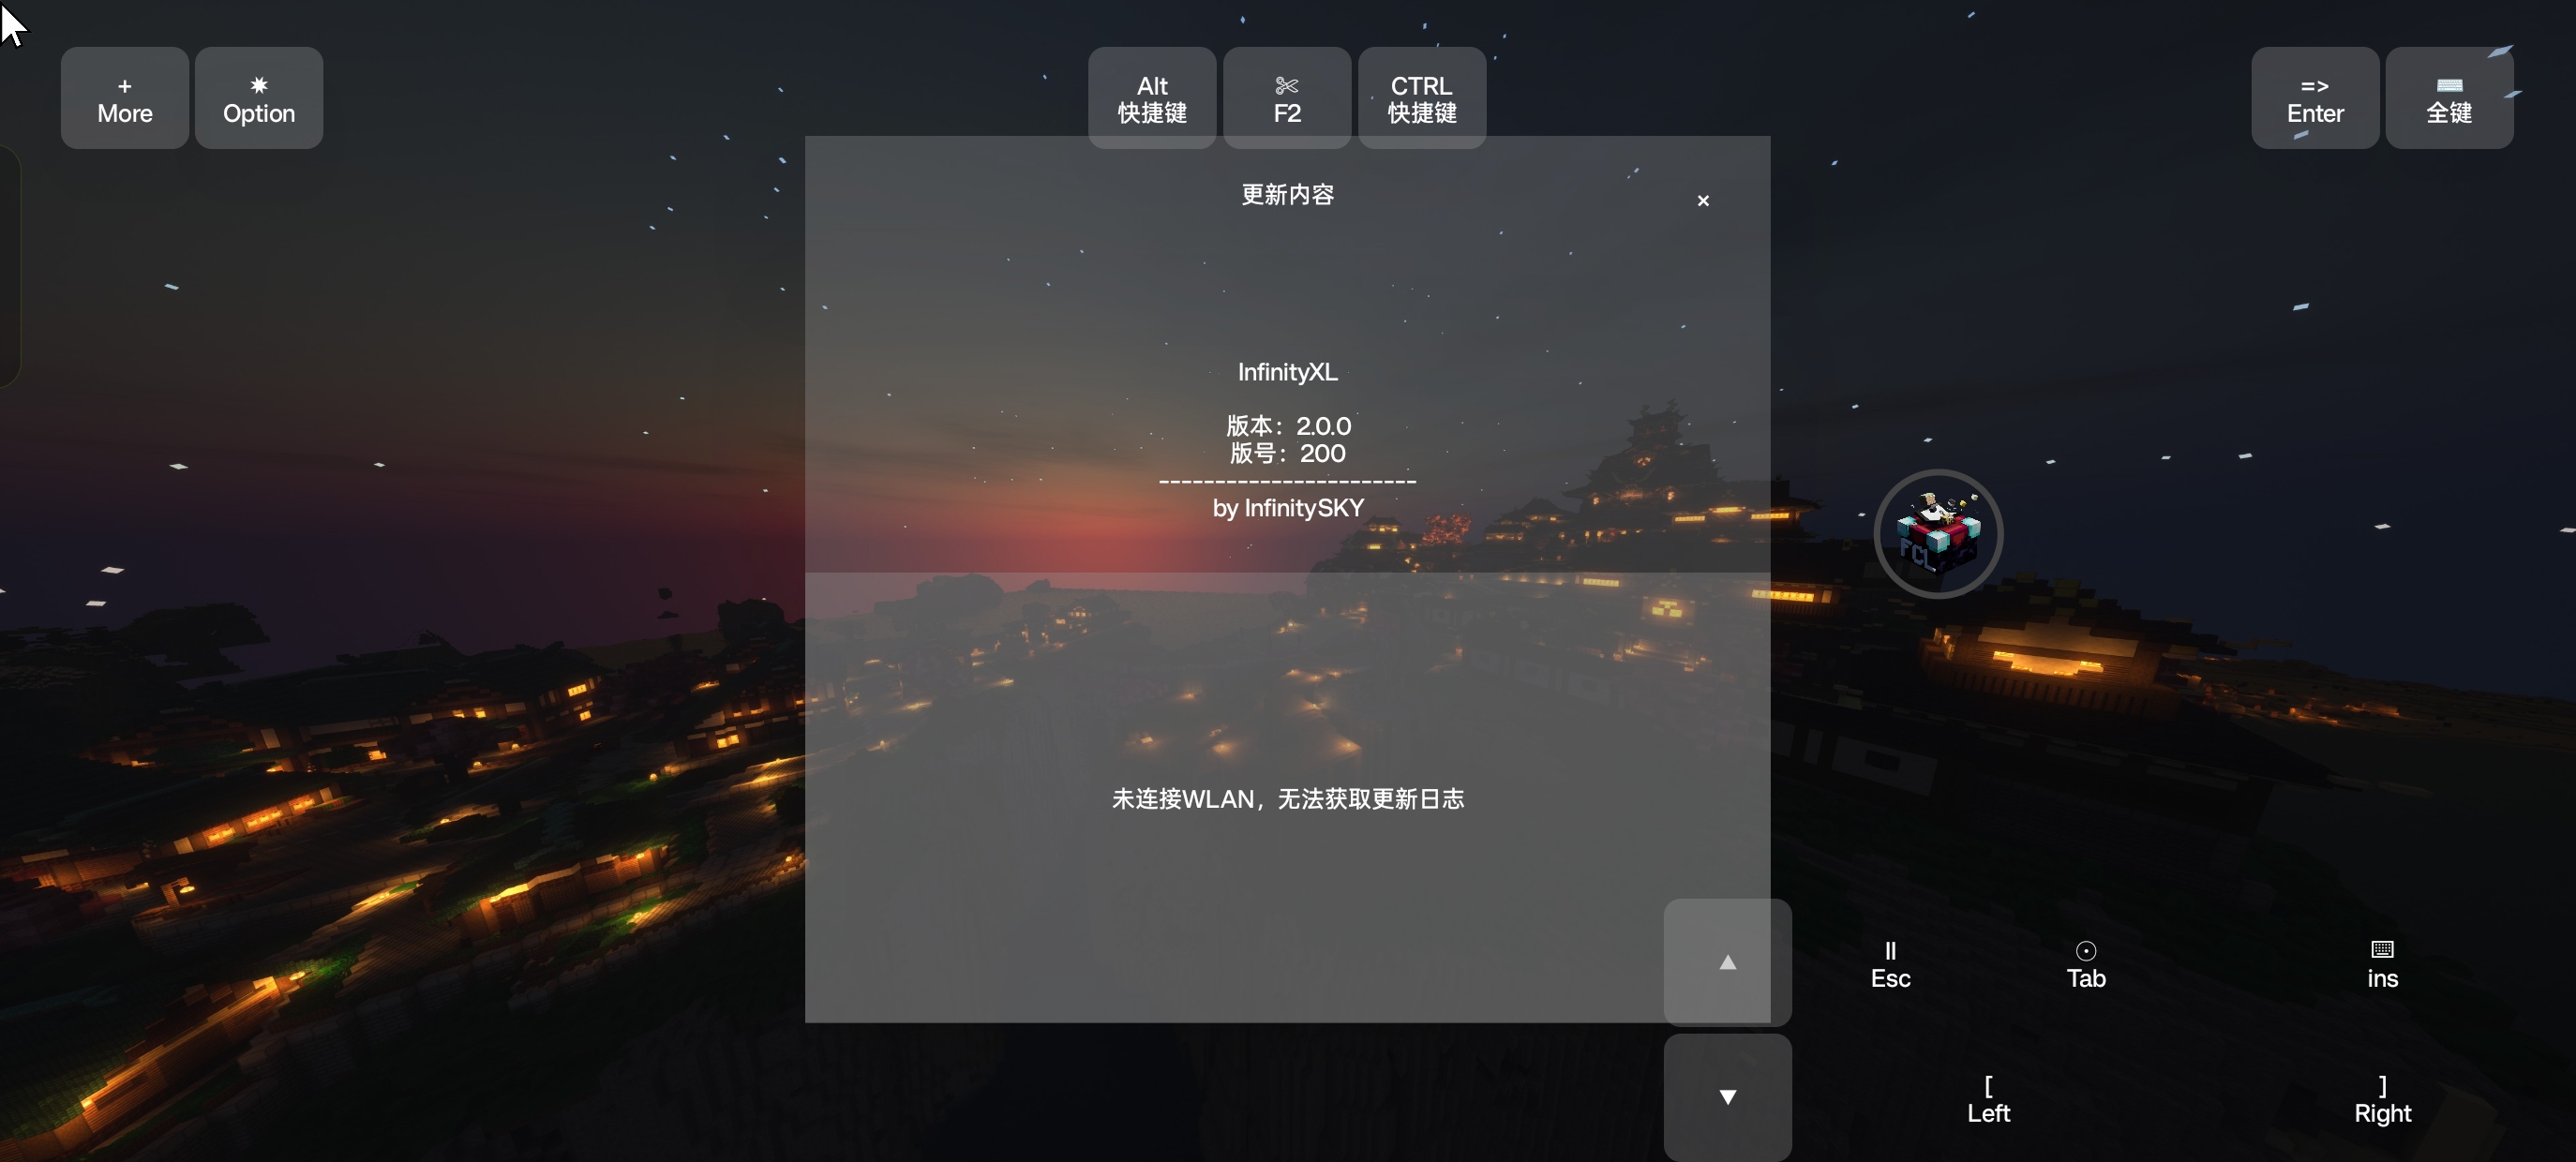 +
More
Option
Alt
快捷键
F2
CTRL
快捷键
=>
Enter
全键
更新内容
×
InfinityXL
版本：2.0.0
版号：200
-----------------------
by InfinitySKY
FCL
未连接WLAN，无法获取更新日志
▲
Esc
Tab
ins
▼
[
Left
]
Right